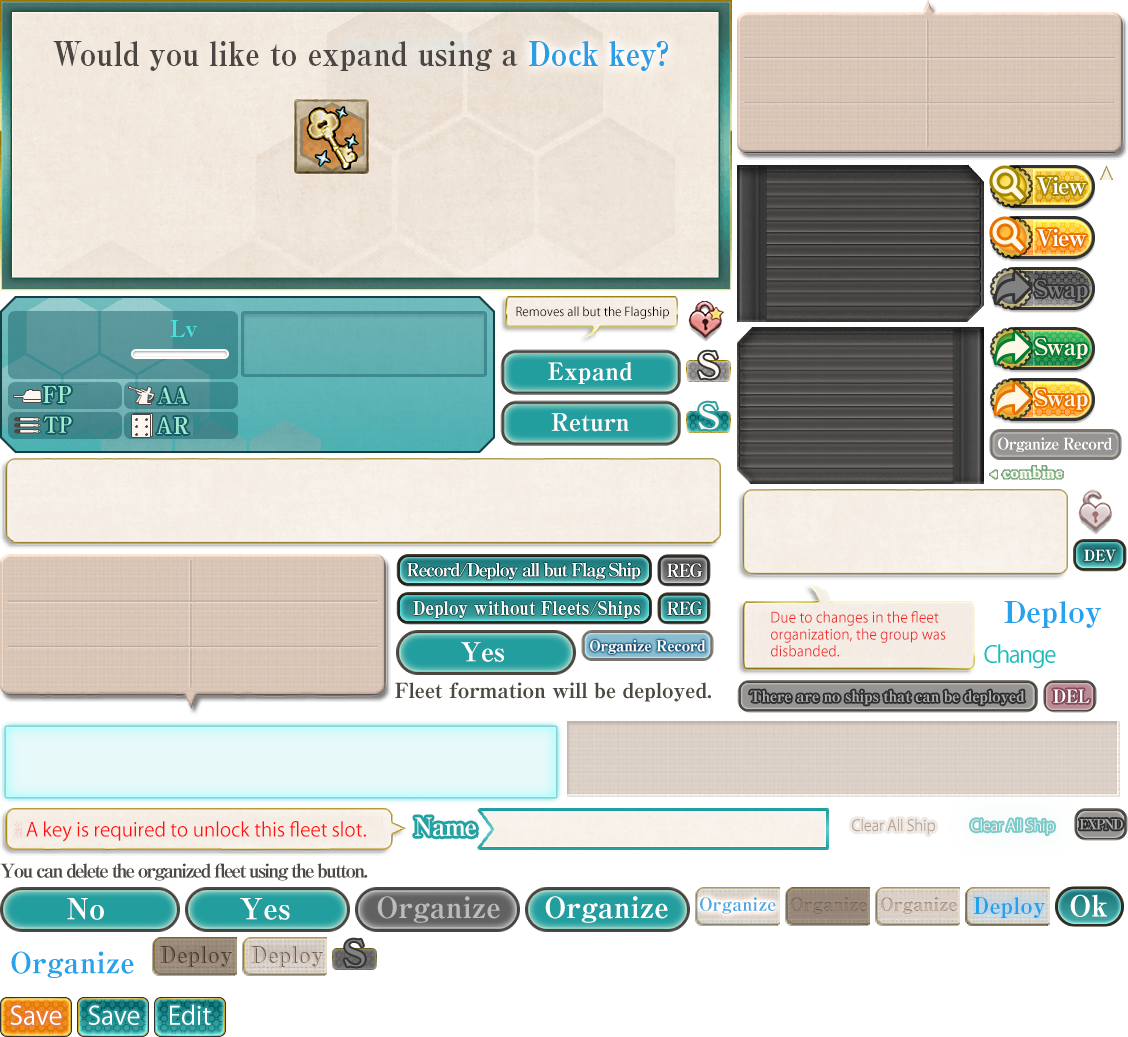 Would you like to expand using a Dock key?
View
View
Swap
Lv
FP
AA
TP
AR
Removes all but the Flagship
Expand
S
Return
S
Swap
Swap
Organize Record
combine
DEV
Record/Deploy all but Flag Ship
REG
Deploy without Fleets/Ships
REG
Yes
Organize Record
Fleet formation will be deployed.
Due to changes in the fleet
organization, the group was
disbanded.
Deploy
Change
There are no ships that can be deployed
DEL
A key is required to unlock this fleet slot.
Name
Clear All Ship
Clear All Ship
EXPND
You can delete the organized fleet using the button.
No
Yes
Organize
Organize
Organize
Organize
Organize
Deploy
Ok
Organize
Deploy
Deploy
S
Save
Save
Edit